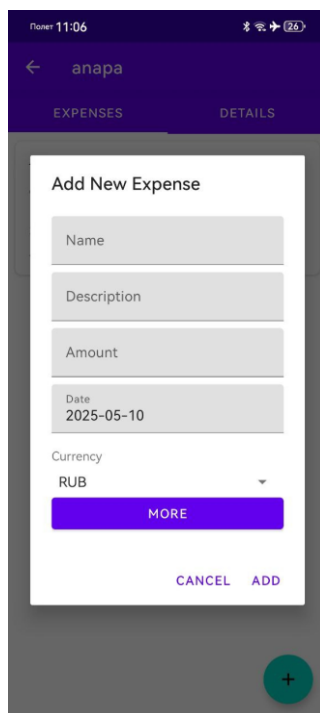 Полет 11:06 26
anapa
EXPENSES DETAILS
Add New Expense
Name
Description
Amount
Date
2025-05-10
Currency
RUB
MORE
CANCEL ADD
+